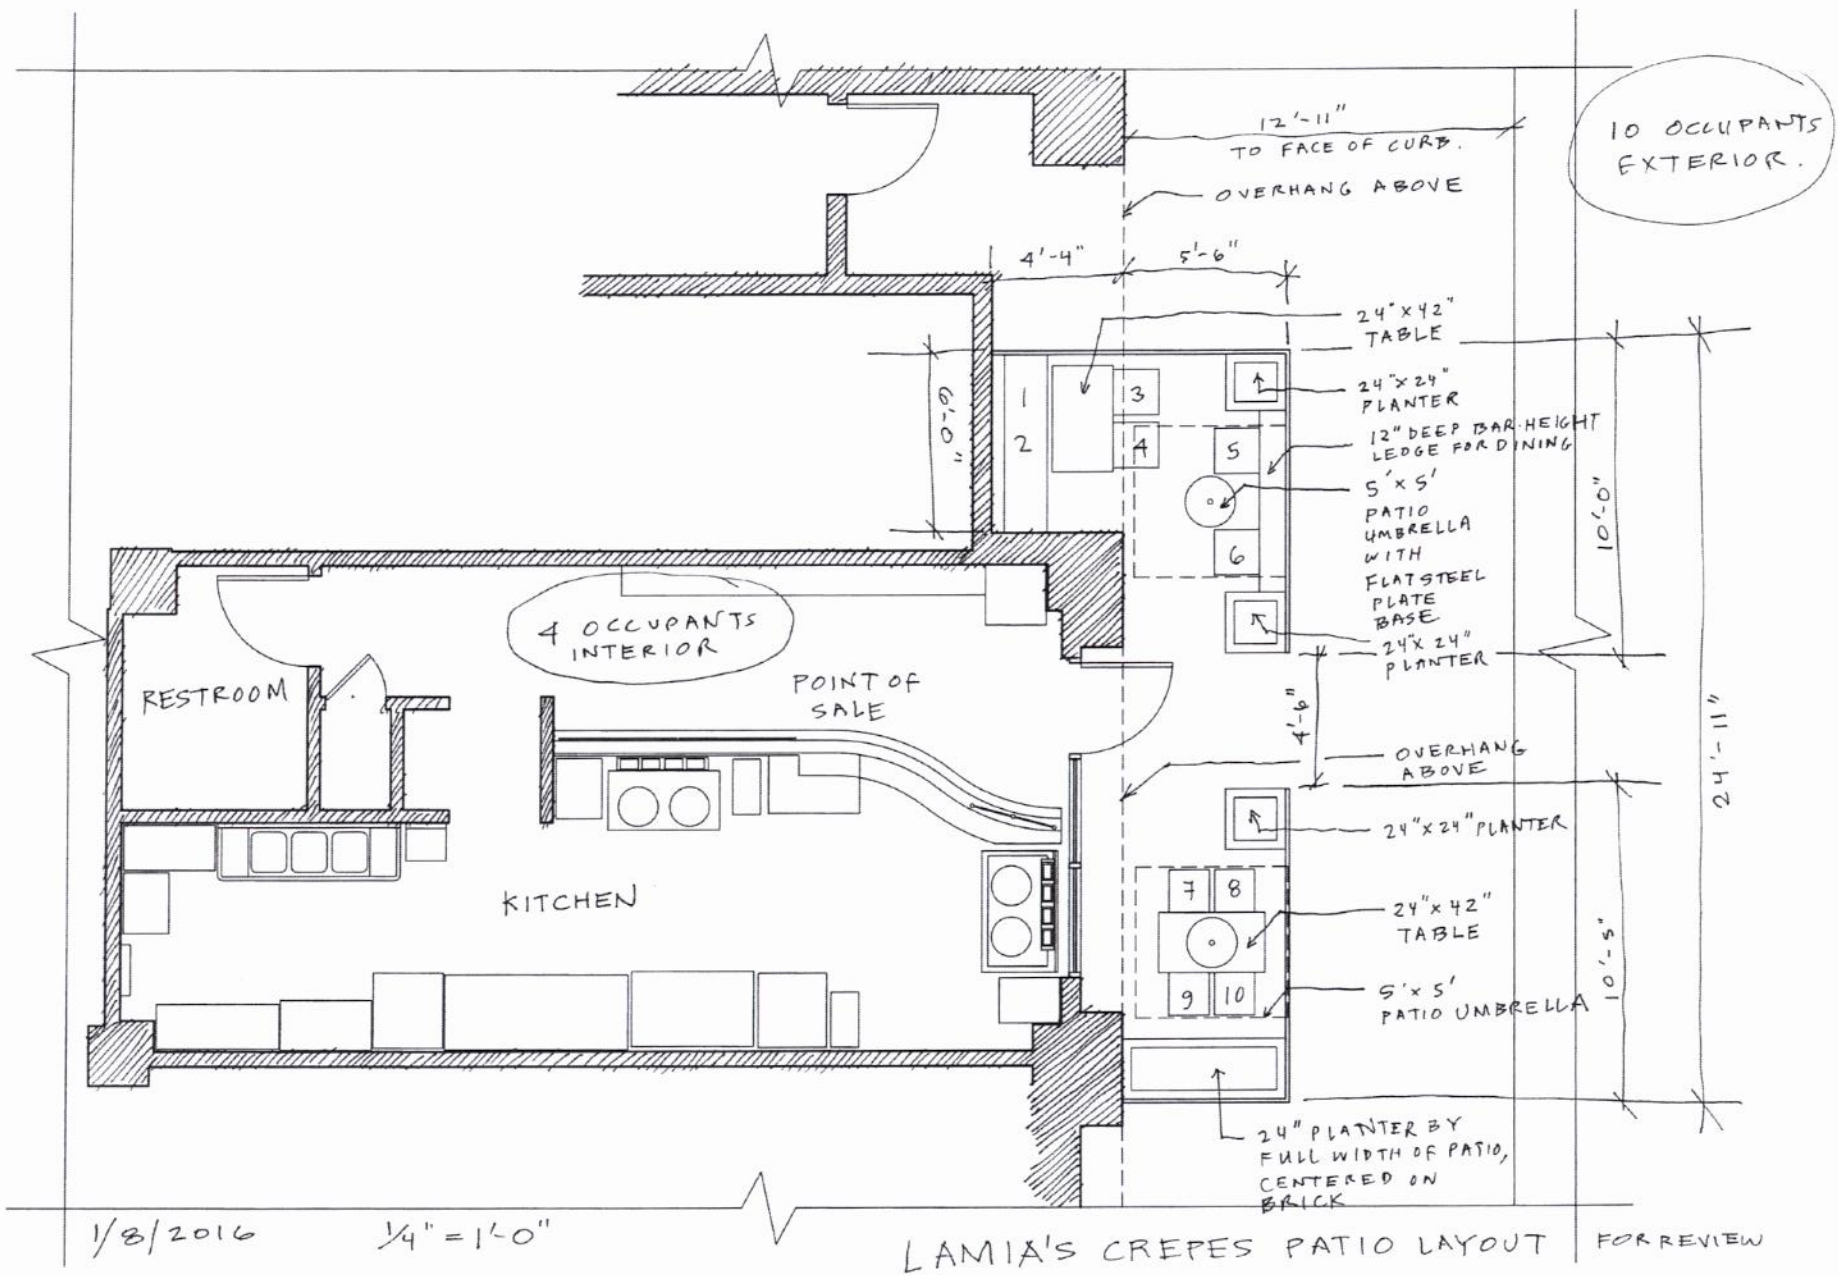 12'-11"
TO FACE OF CURB.
10 OCCUPANTS
EXTERIOR.
OVERHANG ABOVE
4'-4"
5'-6"
24"x42"
TABLE
1
2
3
4
5
6
6'-0"
24"x24"
PLANTER
12" DEEP BAR-HEIGHT
LEDGE FOR DINING
5'x5'
PATIO
UMBRELLA
WITH
FLAT STEEL
PLATE
BASE
24"x24"
PLANTER
10'-0"
4 OCCUPANTS
INTERIOR
RESTROOM
POINT OF
SALE
4'-6"
24'-11"
OVERHANG
ABOVE
24"x24" PLANTER
KITCHEN
7
8
9
10
24"x42"
TABLE
5'x5'
PATIO UMBRELLA
10'-5"
24" PLANTER BY
FULL WIDTH OF PATIO,
CENTERED ON
BRICK
1/8/2016
1/4" = 1'-0"
LAMIA'S CREPES PATIO LAYOUT
FOR REVIEW